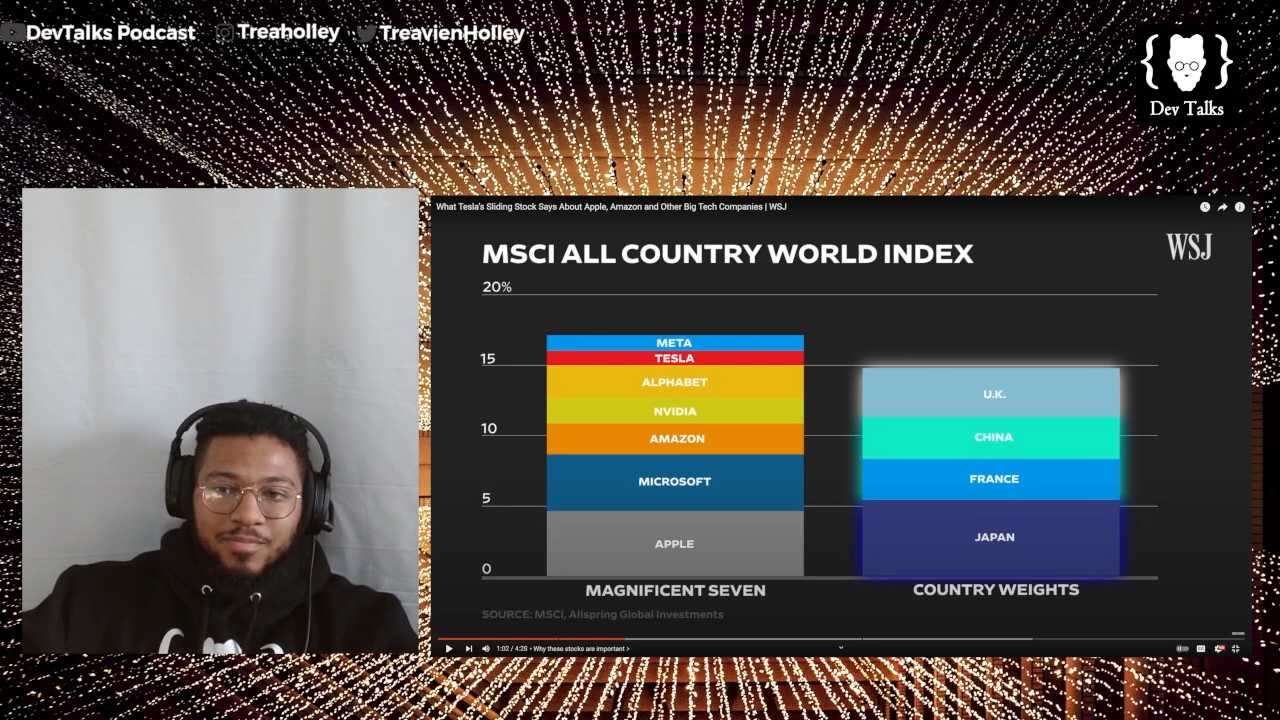 DevTalks Podcast Treaholley TreavienHolley
Dev Talks
What Tesla's Sliding Stock Says About Apple, Amazon and Other Big Tech Companies | WSJ
MSCI ALL COUNTRY WORLD INDEX
WSJ
20%
15
10
5
0
META
TESLA
ALPHABET
NVIDIA
AMAZON
MICROSOFT
APPLE
MAGNIFICENT SEVEN
U.K.
CHINA
FRANCE
JAPAN
COUNTRY WEIGHTS
SOURCE: MSCI, Allspring Global Investments
1:02 / 4:28 • Why these stocks are important ›